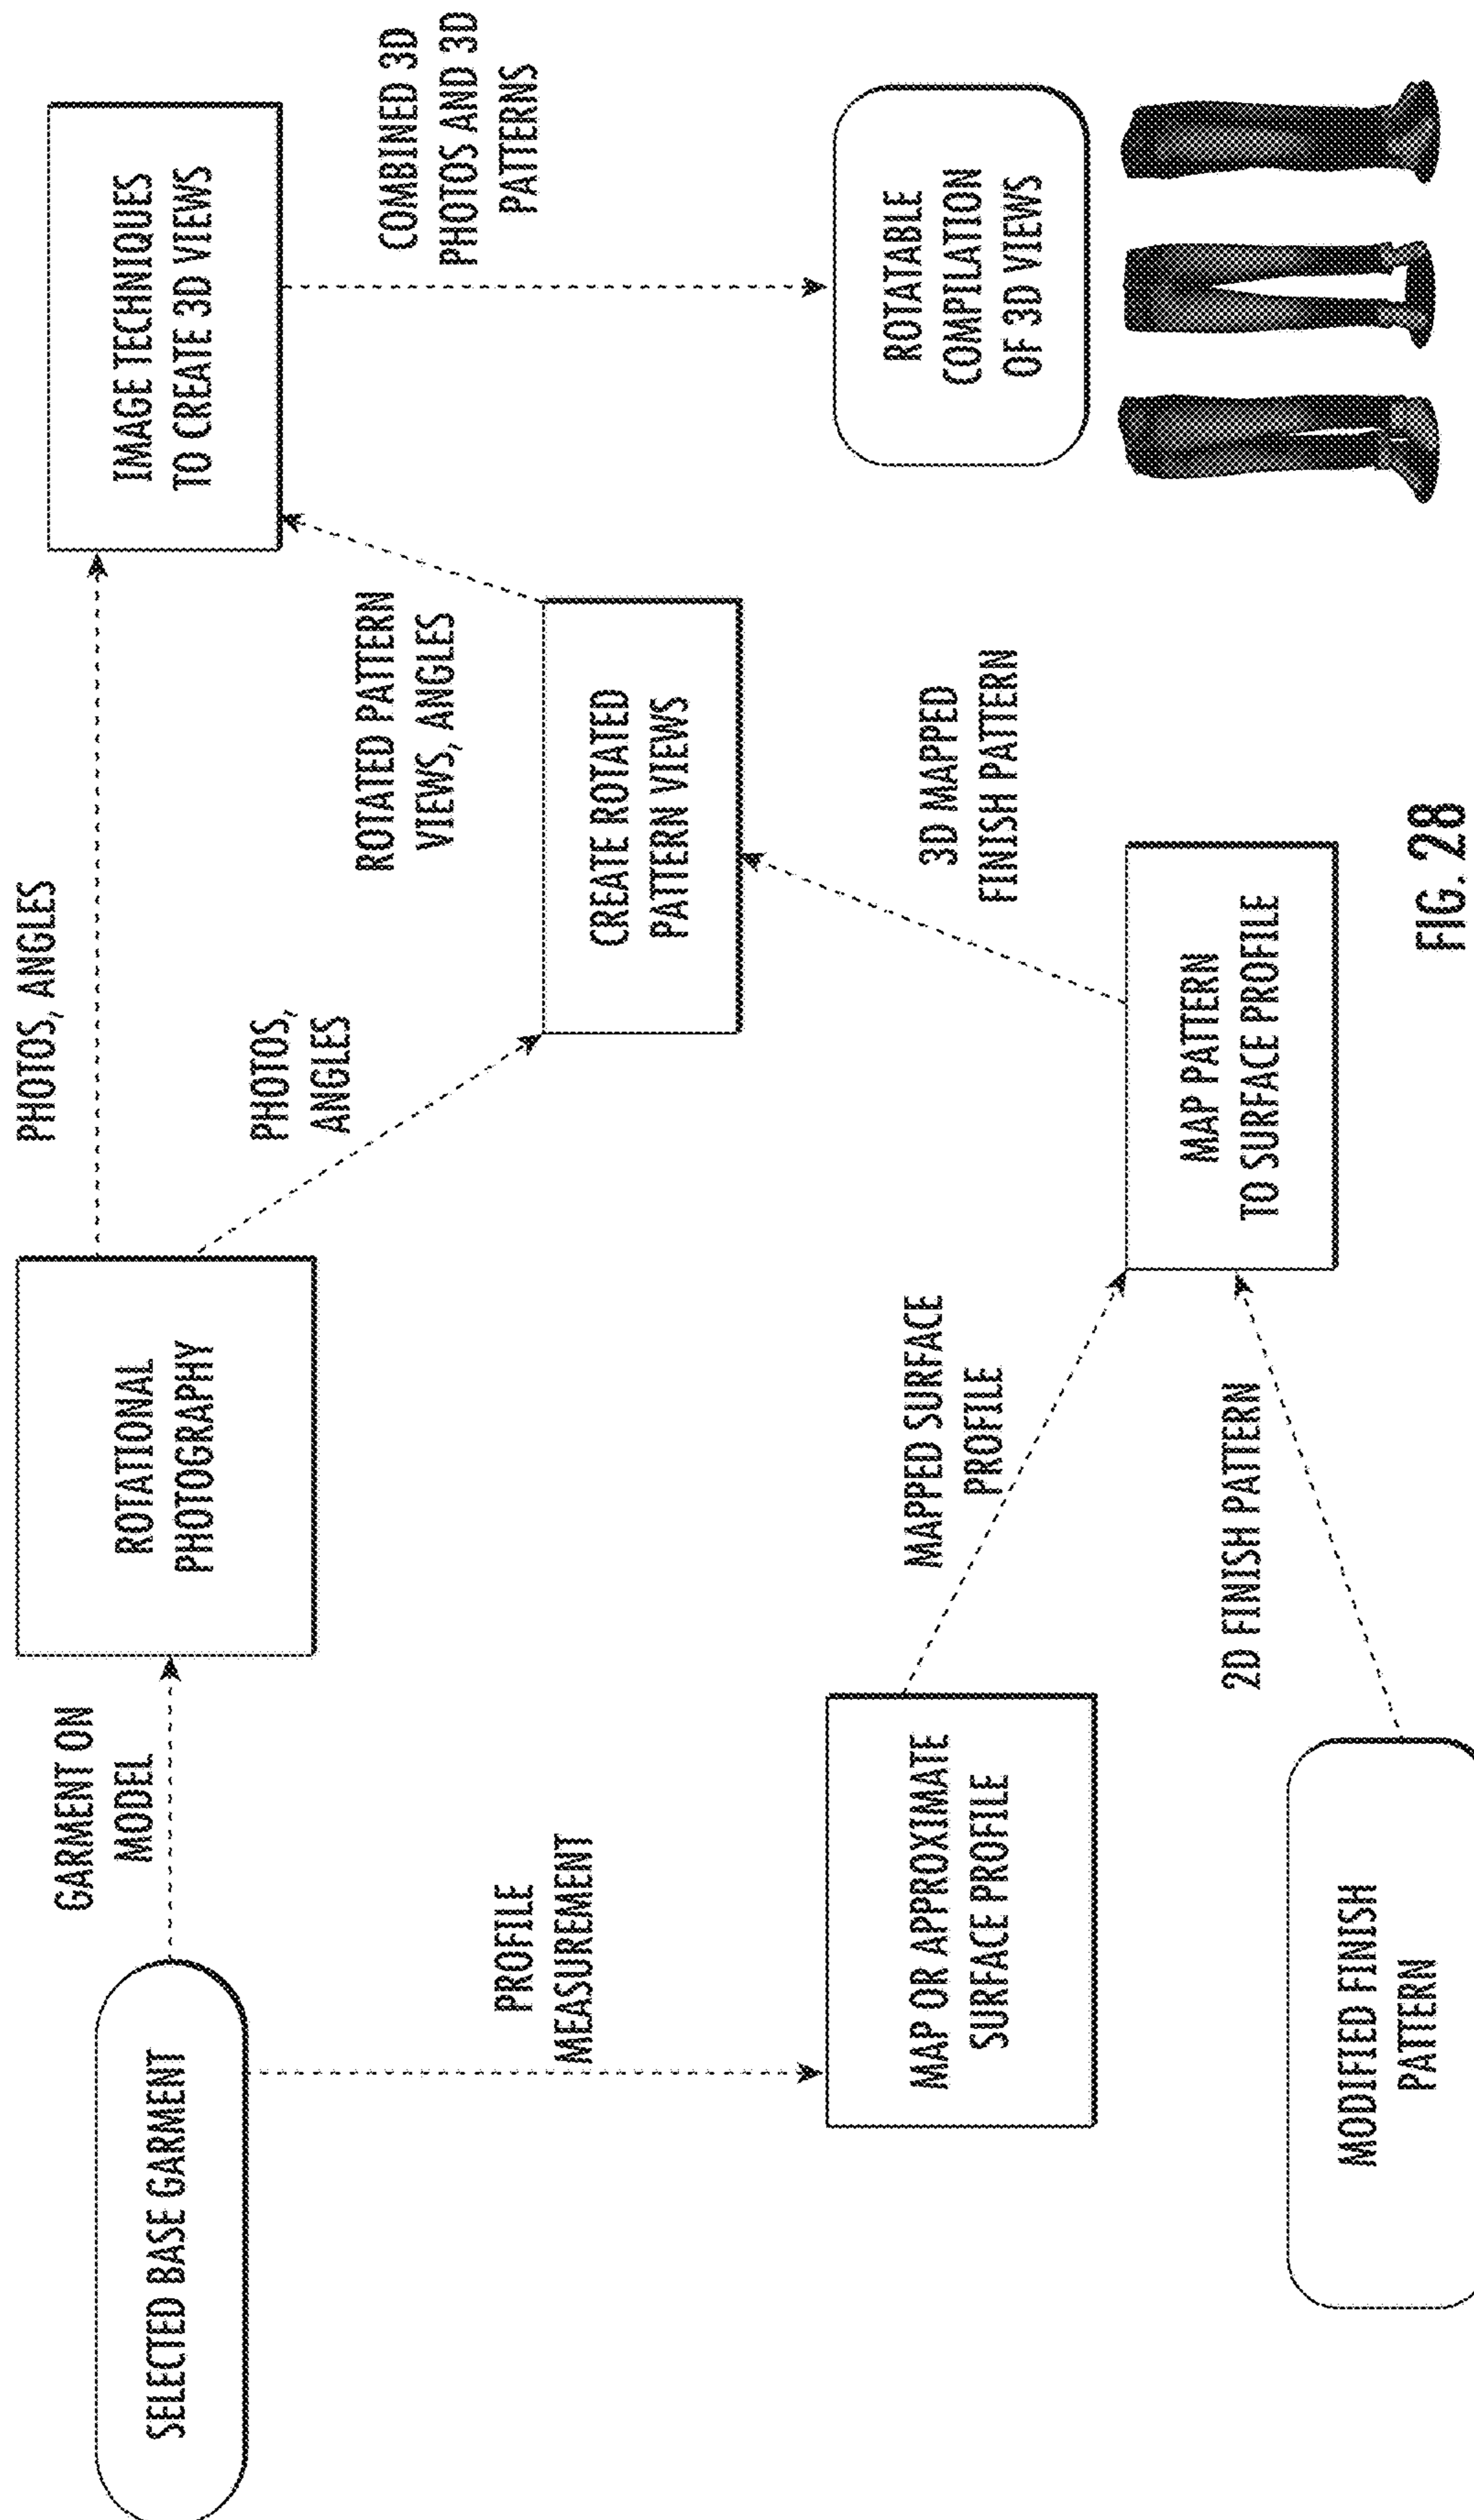 SELECTED BASE GARMENT
GARMENT ON
MODEL
ROTATIONAL
PHOTOGRAPHY
PHOTOS, ANGLES
PHOTOS,
ANGLES
IMAGE TECHNIQUES
TO CREATE 3D VIEWS
PROFILE
MEASUREMENT
ROTATED PATTERN
VIEWS, ANGLES
COMBINED 3D
PHOTOS AND 3D
PATTERNS
CREATE ROTATED
PATTERN VIEWS
MAP OR APPROXIMATE
SURFACE PROFILE
MAPPED SURFACE
PROFILE
3D MAPPED
FINISH PATTERN
ROTATABLE
COMPILATION
OF 3D VIEWS
MAP PATTERN
TO SURFACE PROFILE
2D FINISH PATTERN
MODIFIED FINISH
PATTERN
FIG. 28